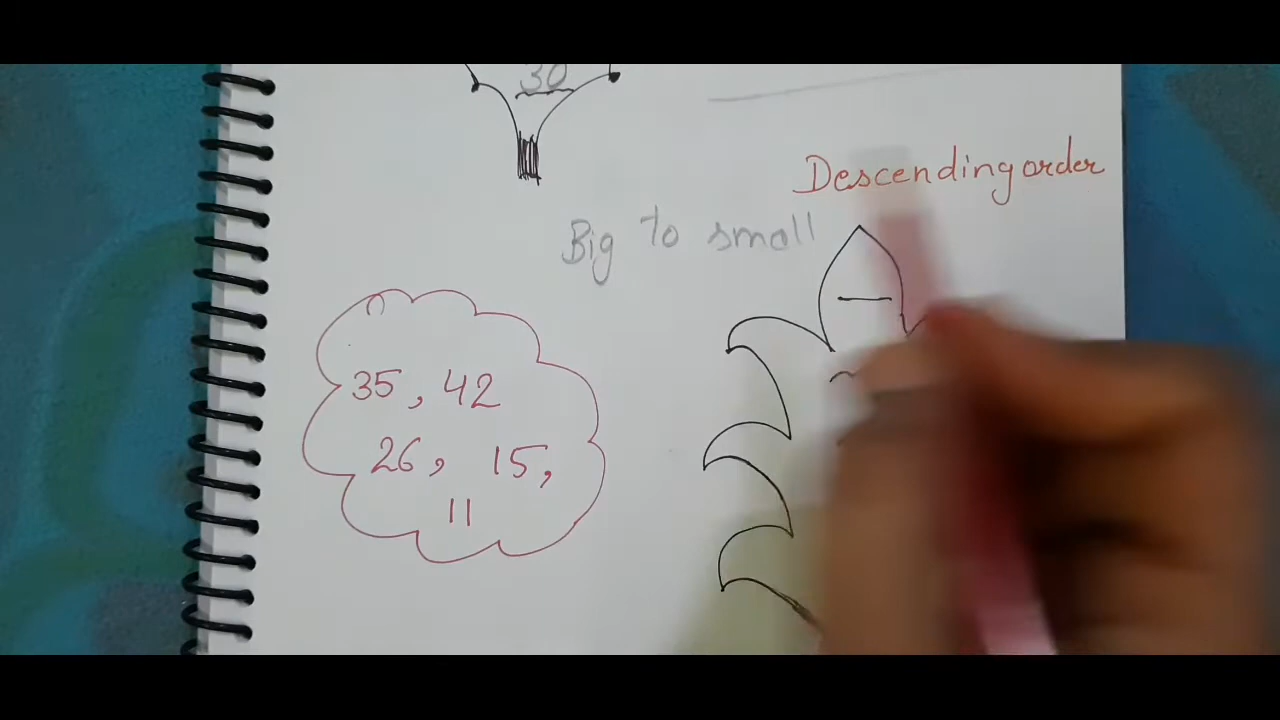 30
Descending order
Big to small
35, 42
26, 15,
11